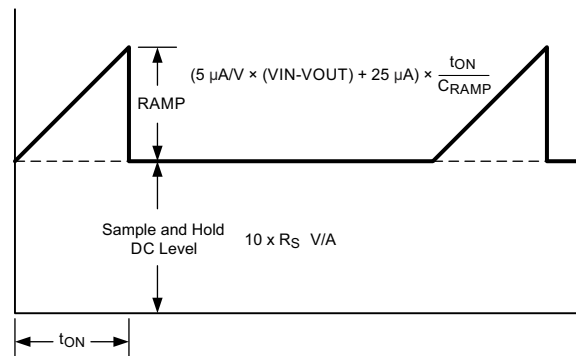 (5 µA/V × (VIN-VOUT) + 25 µA) × tON
CRAMP
RAMP
Sample and Hold
DC Level
10 x RS V/A
tON